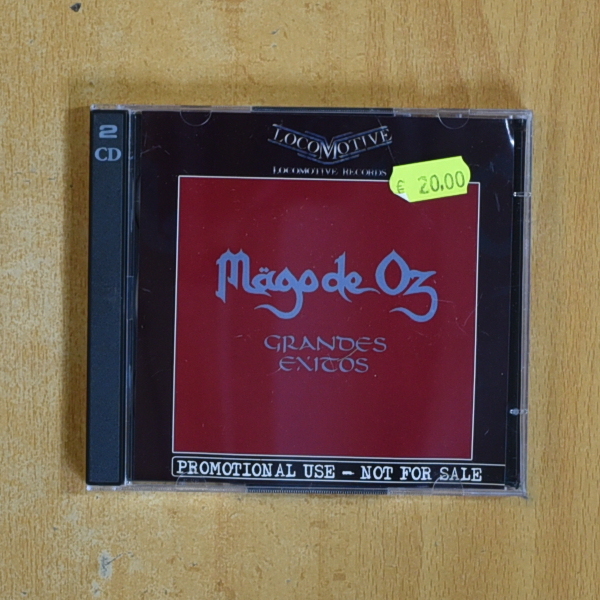 2
CD
LOCOMOTIVE
LOCOMOTIVE RECORDS
€ 20.00
Mägo de Oz
GRANDES
EXITOS
PROMOTIONAL USE - NOT FOR SALE